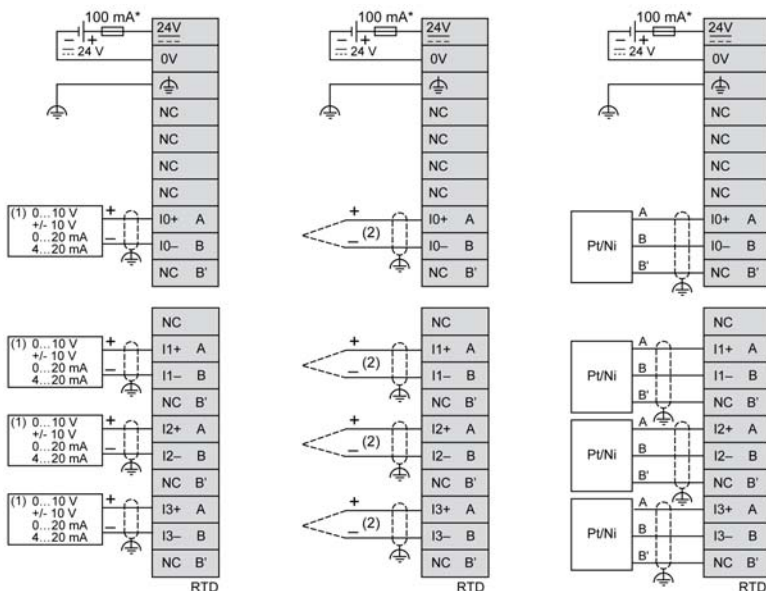 100 mA*
24V
− +
24 V
0V
NC
NC
NC
NC
(1) 0...10 V
+/- 10 V
0...20 mA
4...20 mA
+
−
I0+ A
I0− B
NC B'
NC
(1) 0...10 V
+/- 10 V
0...20 mA
4...20 mA
+
−
I1+ A
I1− B
NC B'
(1) 0...10 V
+/- 10 V
0...20 mA
4...20 mA
+
−
I2+ A
I2− B
NC B'
(1) 0...10 V
+/- 10 V
0...20 mA
4...20 mA
+
−
I3+ A
I3− B
NC B'
RTD
100 mA*
24V
− +
24 V
0V
NC
NC
NC
NC
+
− (2)
I0+ A
I0− B
NC B'
NC
+
− (2)
I1+ A
I1− B
NC B'
+
− (2)
I2+ A
I2− B
NC B'
+
− (2)
I3+ A
I3− B
NC B'
RTD
100 mA*
24V
− +
24 V
0V
NC
NC
NC
NC
Pt/Ni
A
B
B'
I0+ A
I0− B
NC B'
NC
Pt/Ni
A
B
B'
I1+ A
I1− B
NC B'
Pt/Ni
A
B
B'
I2+ A
I2− B
NC B'
Pt/Ni
A
B
B'
I3+ A
I3− B
NC B'
RTD